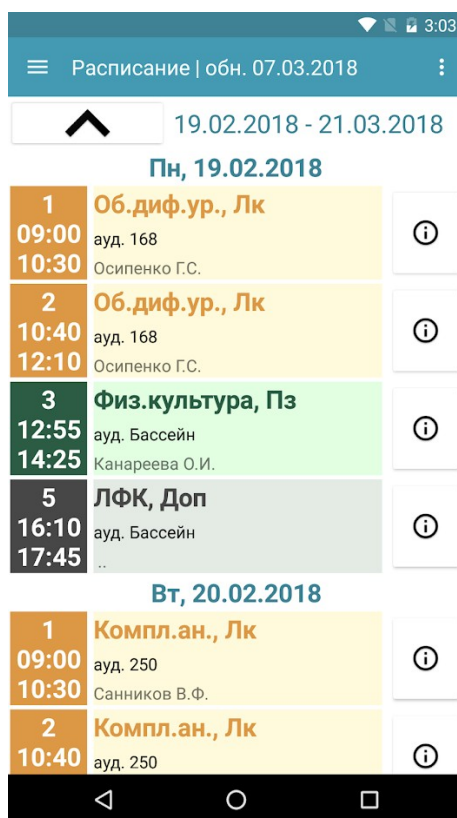 3:03
Расписание | обн. 07.03.2018
19.02.2018 - 21.03.2018
Пн, 19.02.2018
1
09:00
10:30
Об.диф.ур., Лк
ауд. 168
Осипенко Г.С.
2
10:40
12:10
Об.диф.ур., Лк
ауд. 168
Осипенко Г.С.
3
12:55
14:25
Физ.культура, Пз
ауд. Бассейн
Канареева О.И.
5
16:10
17:45
ЛФК, Доп
ауд. Бассейн
..
Вт, 20.02.2018
1
09:00
10:30
Компл.ан., Лк
ауд. 250
Санников В.Ф.
2
10:40
Компл.ан., Лк
ауд. 250